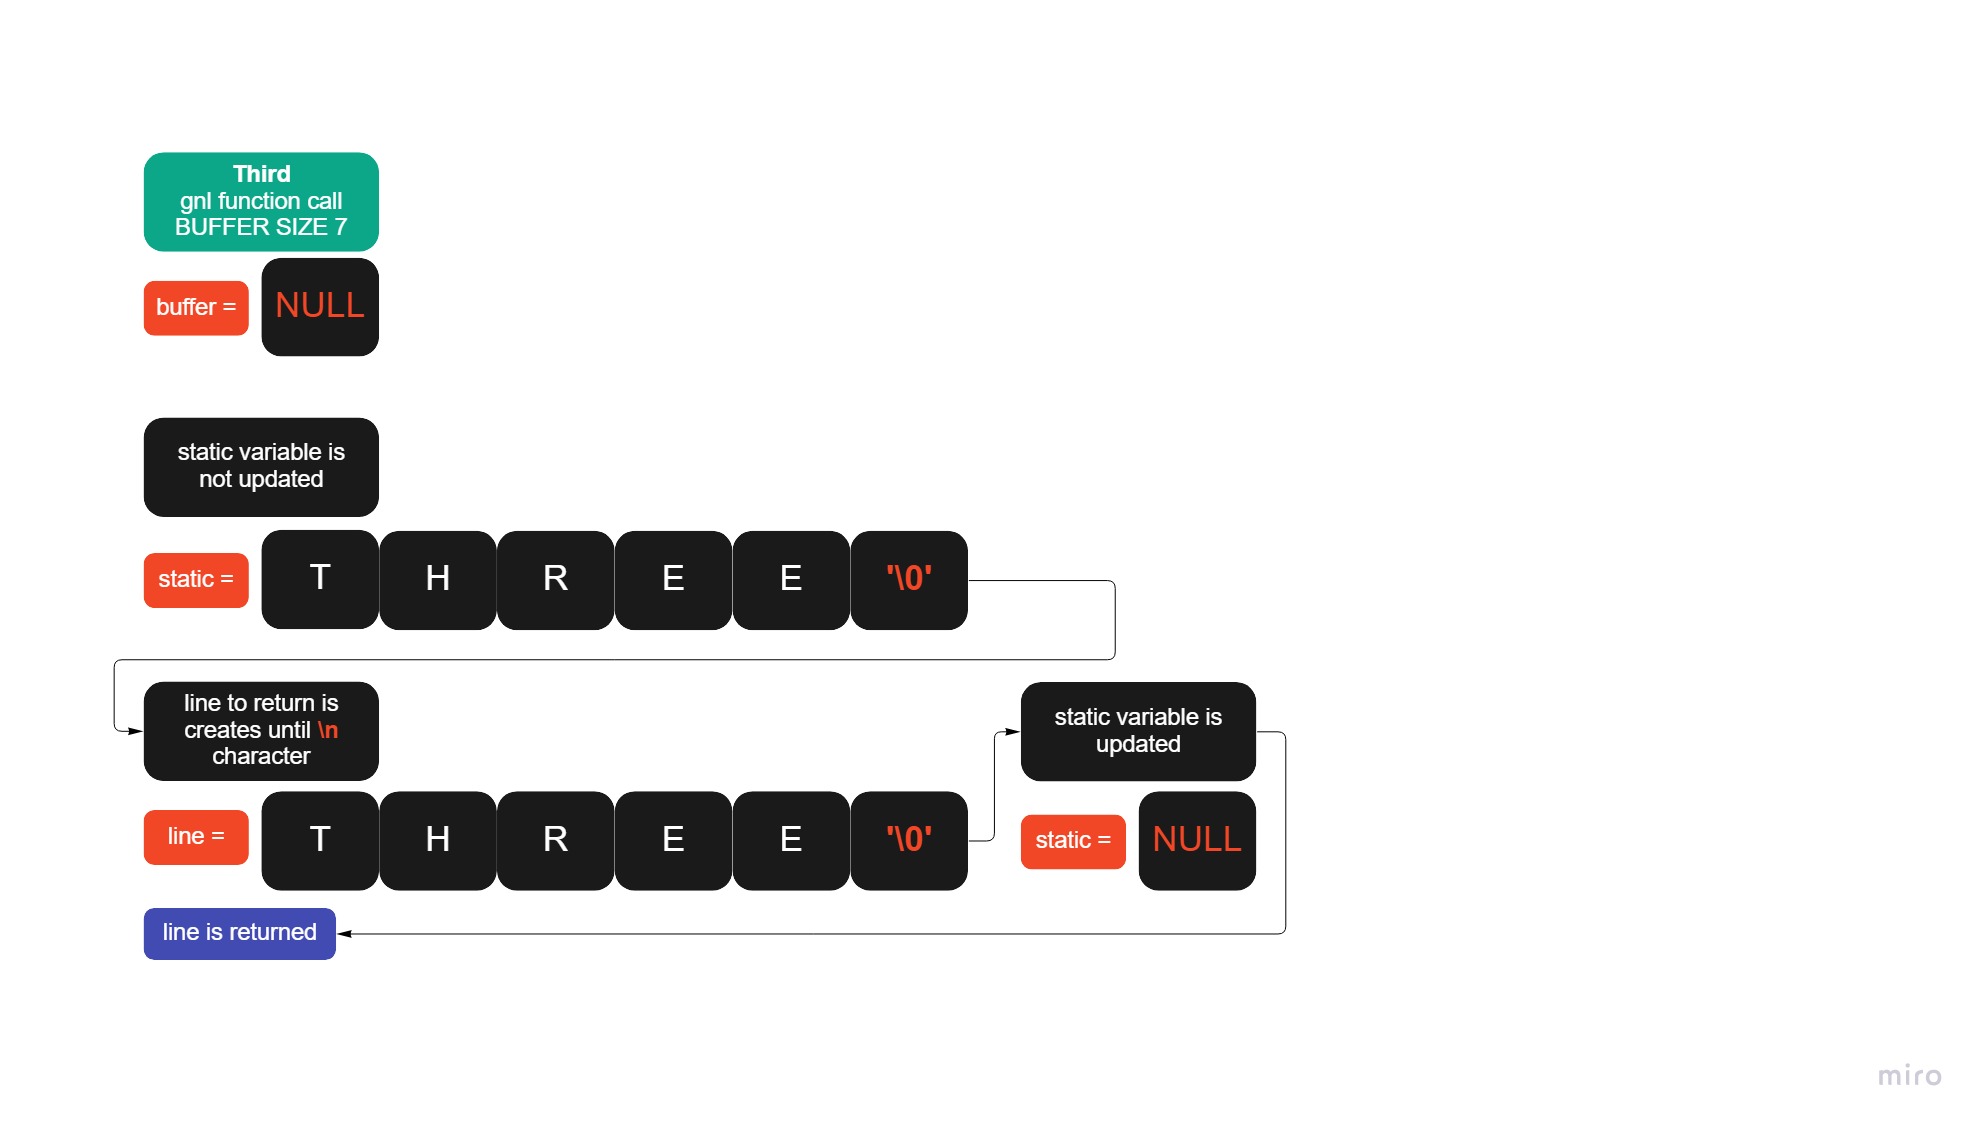 Third
gnl function call
BUFFER SIZE 7
buffer =
NULL
static variable is
not updated
static =
T H R E E '\0'
line to return is
creates until \n
character
static variable is
updated
line =
T H R E E '\0'
static =
NULL
line is returned
miro